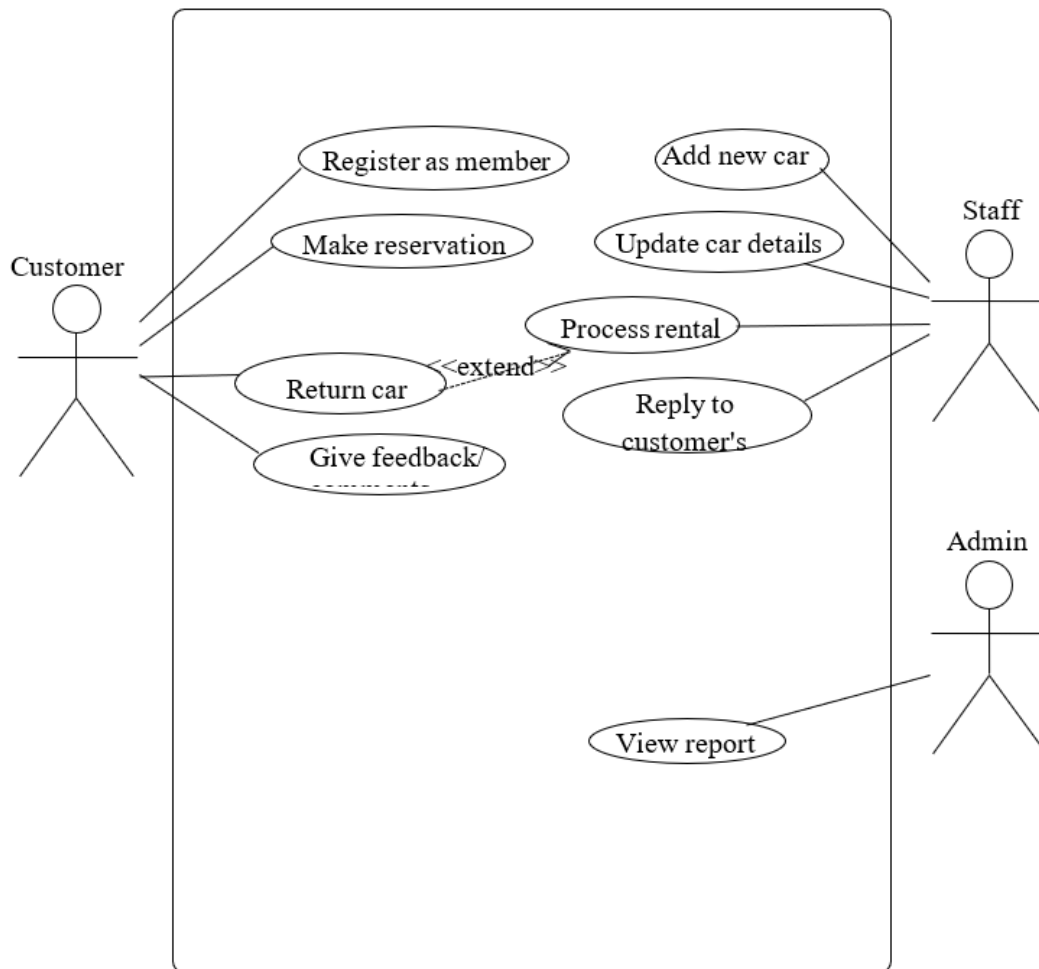 Register as member
Add new car
Staff
Make reservation
Update car details
Customer
Process rental
<<extend>>
Return car
Reply to
customer's
Give feedback/
Admin
View report